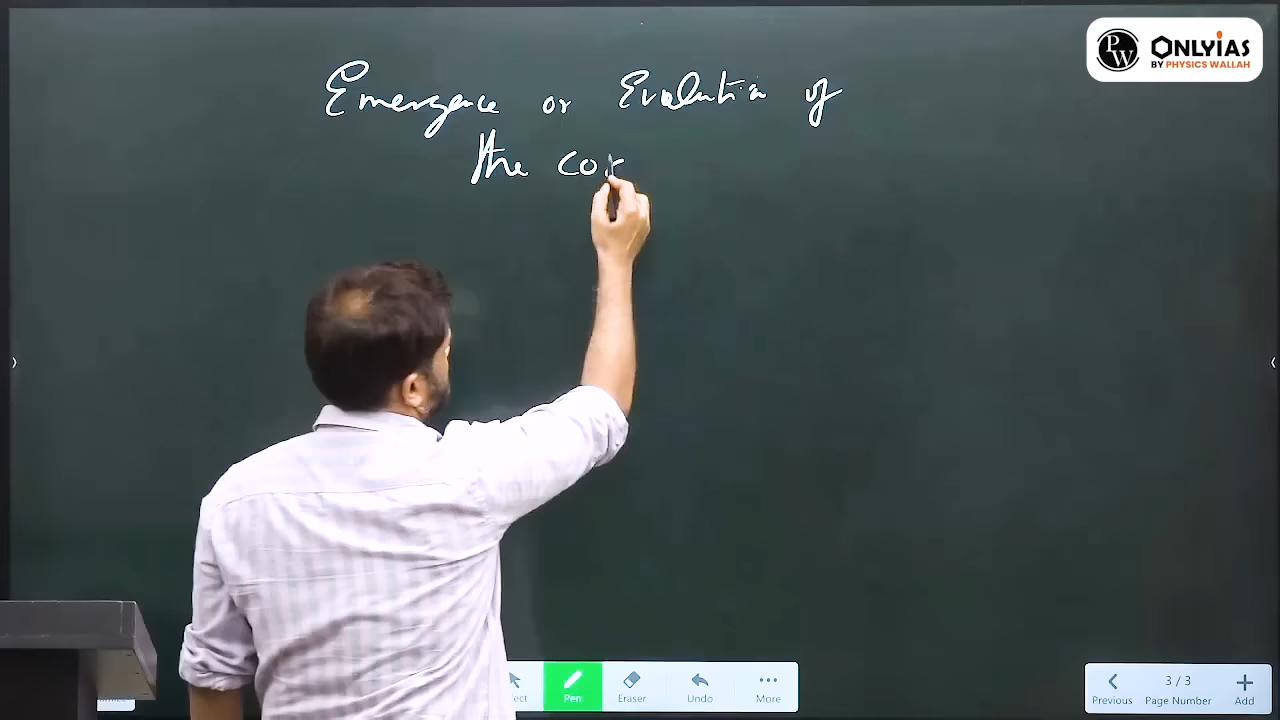 PW ONLYIAS
BY PHYSICS WALLAH
Emergence or Evolution of
the co
Pen
Eraser
Undo
More
Previous
3 / 3
Page Number
Add